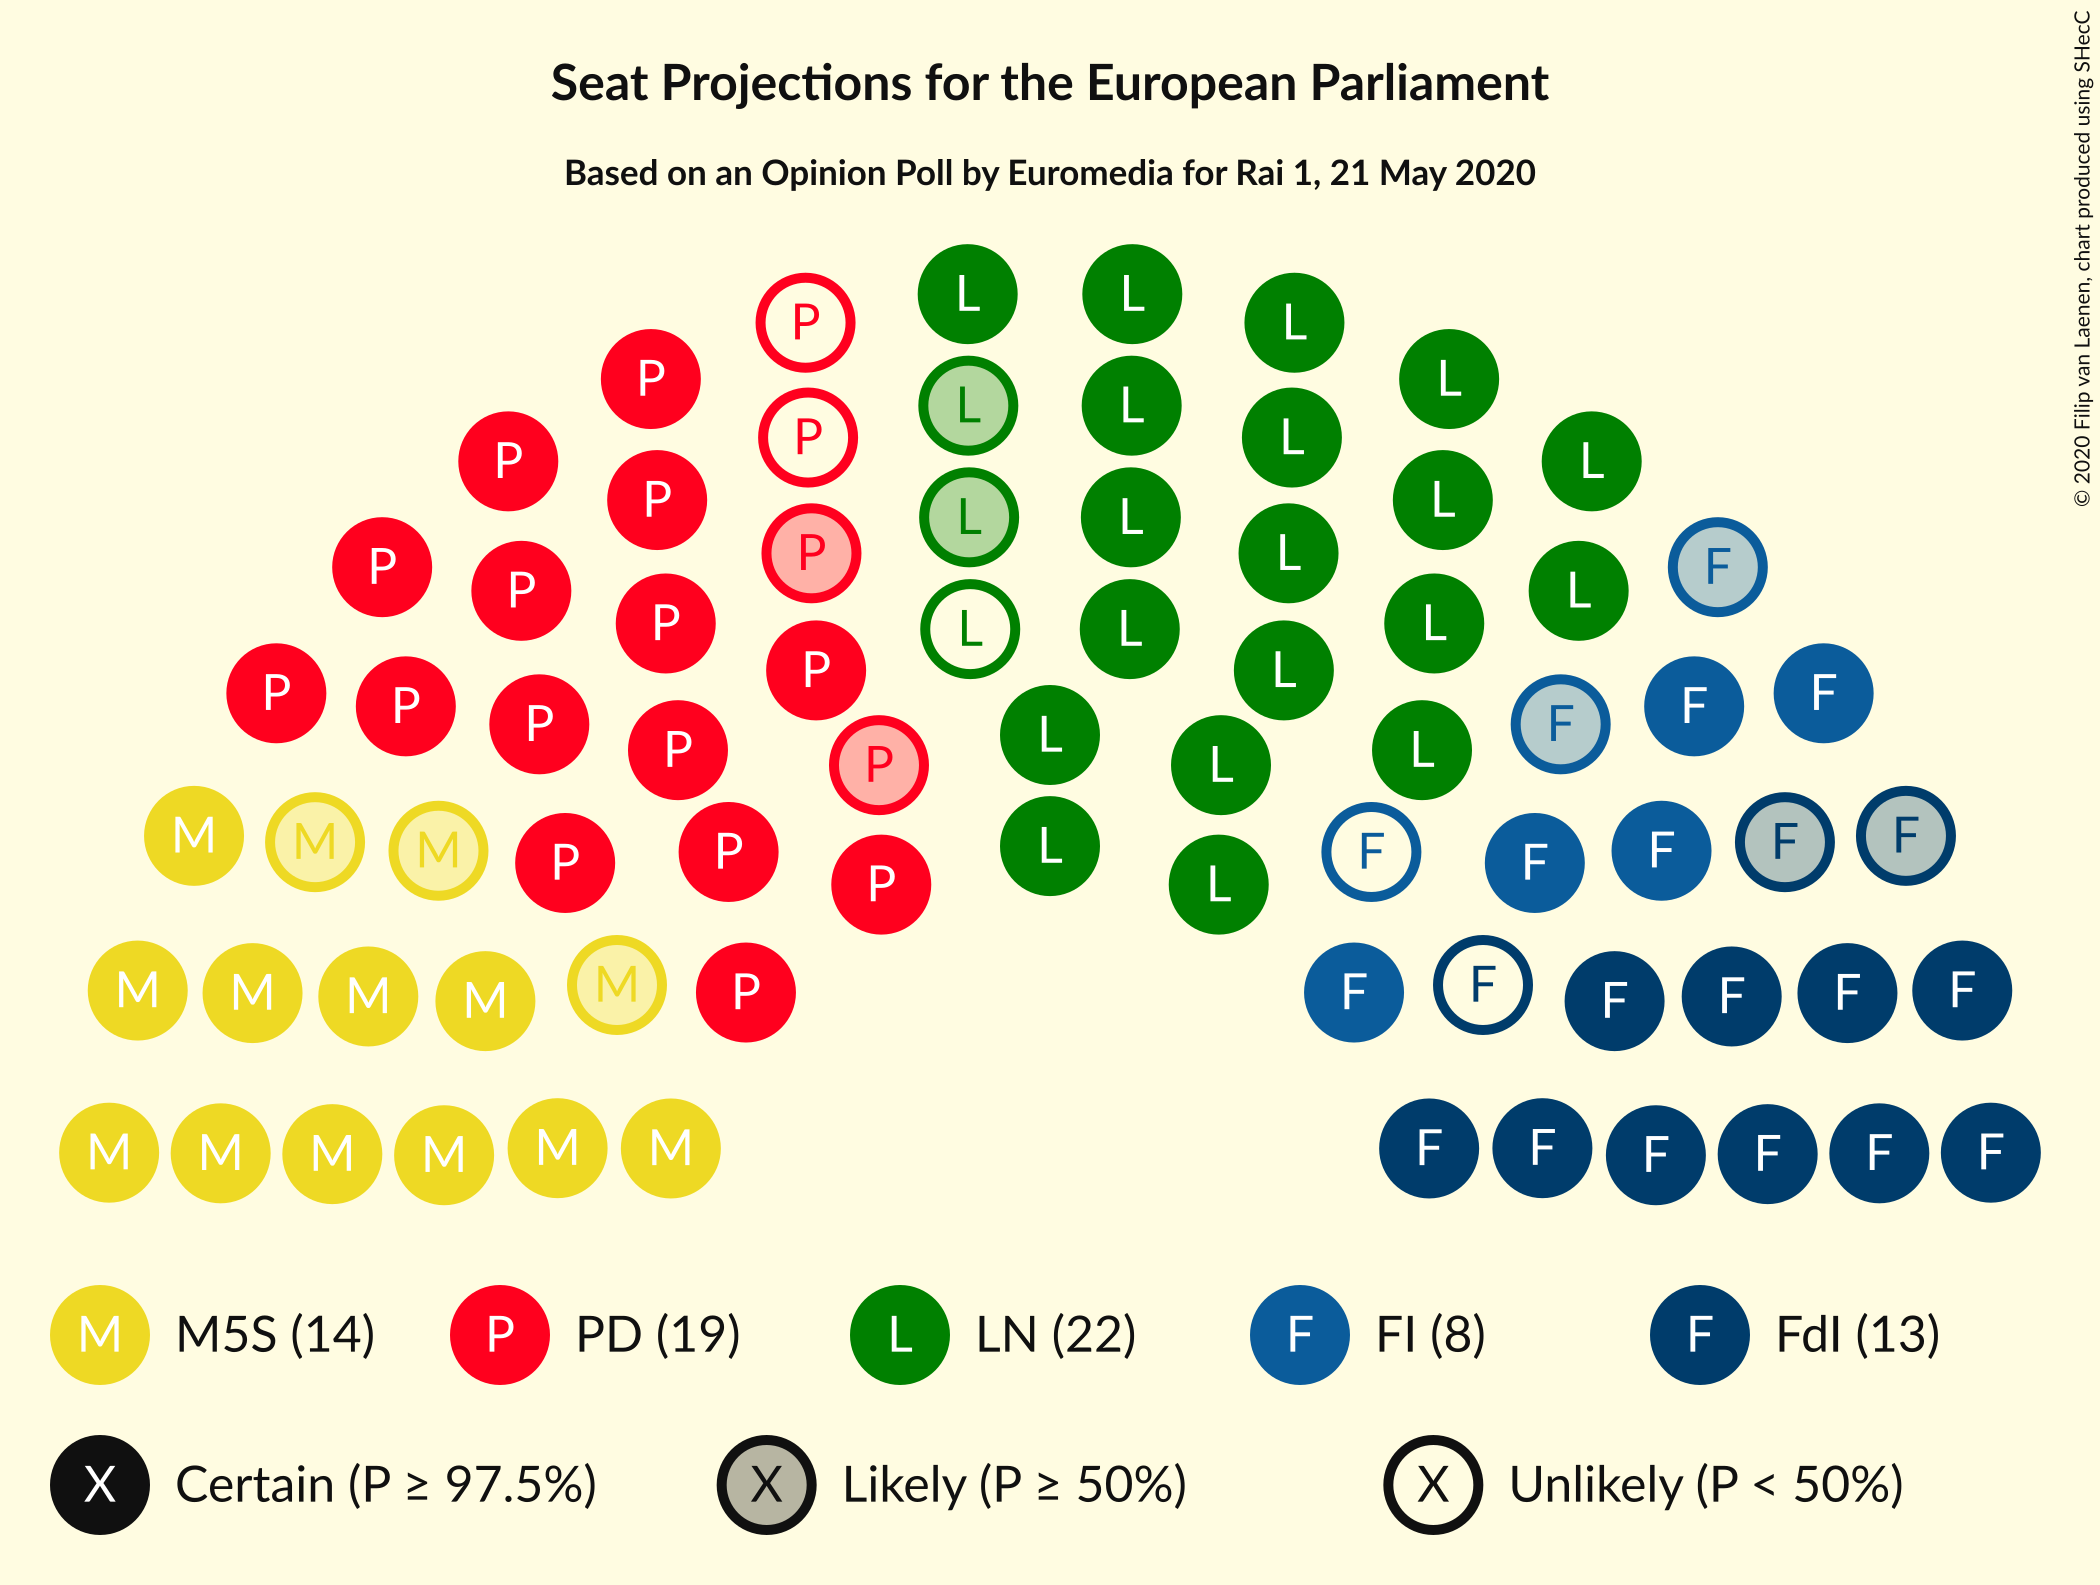 Seat Projections for the European Parliament
Based on an Opinion Poll by Euromedia for Rai 1, 21 May 2020
© 2020 Filip van Laenen, chart produced using SHecC
L L
P L L
P P
L L
P L L
P P
L L
P L L L
P P F
P L L
P P L L
P L L
P P F F
P P F F
P L
P L L
P L
M M M P P L F F F F F
P L
M M M M M P F F F F F F
M M M M M M F F F F F F
M M5S (14) P PD (19) L LN (22) F FI (8) F FdI (13)
X Certain (P ≥ 97.5%) X Likely (P ≥ 50%) X Unlikely (P < 50%)